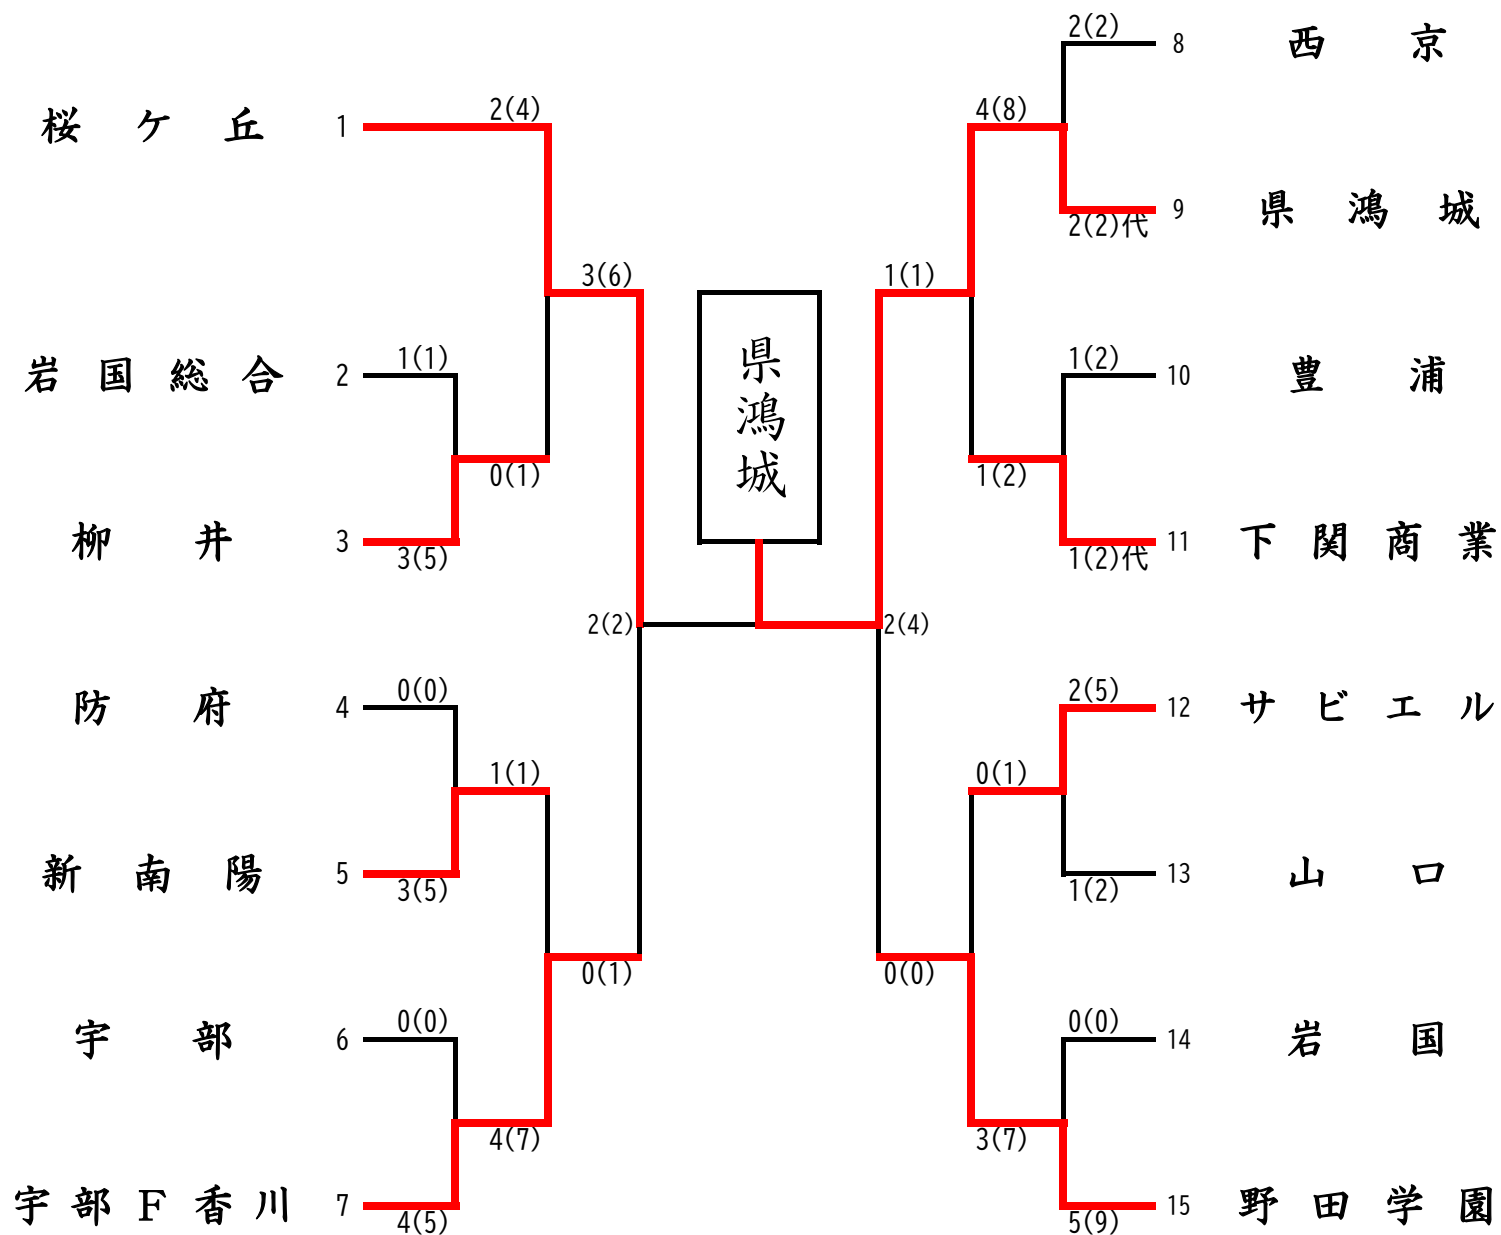 桜ケ丘 1 2(4)
3(6)
岩国総合 2 1(1)
0(1)
柳井 3 3(5)
2(2)
防府 4 0(0)
1(1)
新南陽 5 3(5)
0(1)
宇部 6 0(0)
4(7)
宇部F香川 7 4(5)
県鴻城
2(2) 8 西京
4(8)
2(2)代 9 県鴻城
1(1)
1(2) 10 豊浦
1(2)
1(2)代 11 下関商業
2(4)
2(5) 12 サビエル
0(1)
1(2) 13 山口
0(0)
0(0) 14 岩国
3(7)
5(9) 15 野田学園